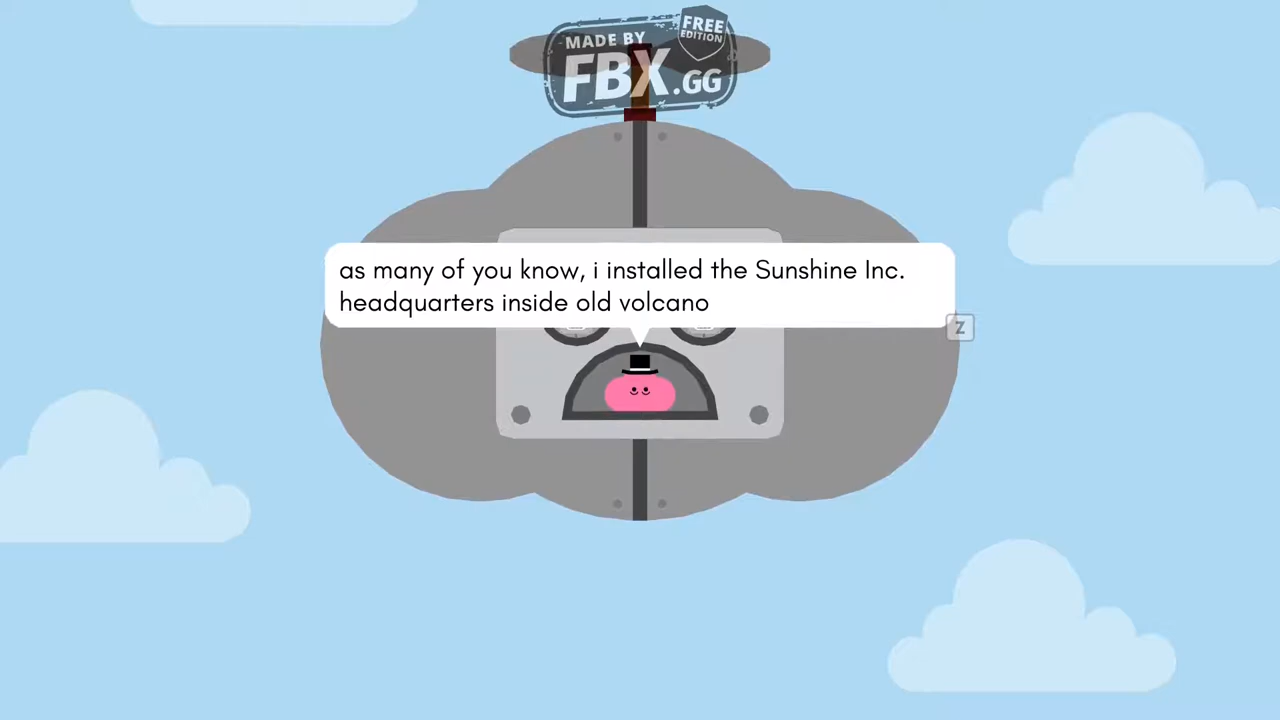 MADE BY
FREE
EDITION
FBX.GG
as many of you know, i installed the Sunshine Inc.
headquarters inside old volcano
Z